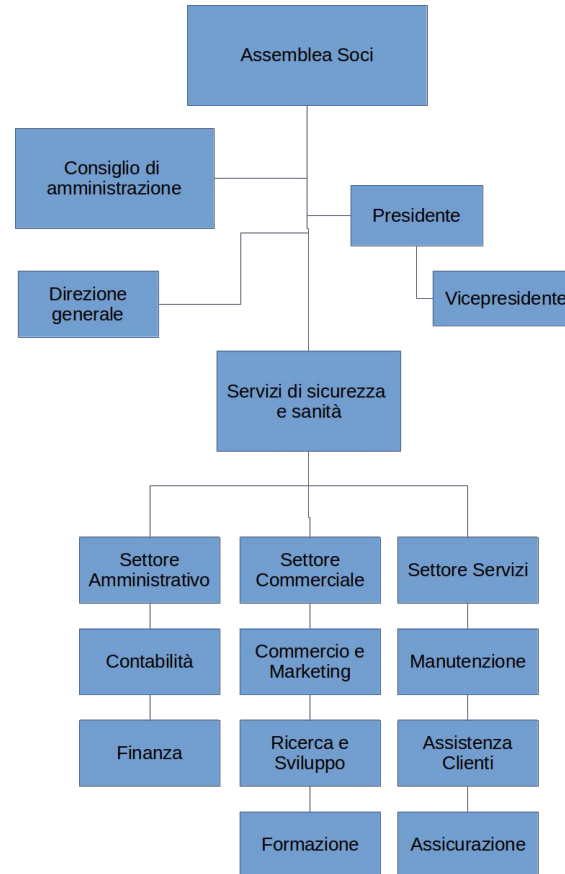 Assemblea Soci
Consiglio di
amministrazione
Presidente
Direzione
generale
Vicepresidente
Servizi di sicurezza
e sanità
Settore
Amministrativo
Settore
Commerciale
Settore Servizi
Contabilità
Commercio e
Marketing
Manutenzione
Finanza
Ricerca e
Sviluppo
Assistenza
Clienti
Formazione
Assicurazione